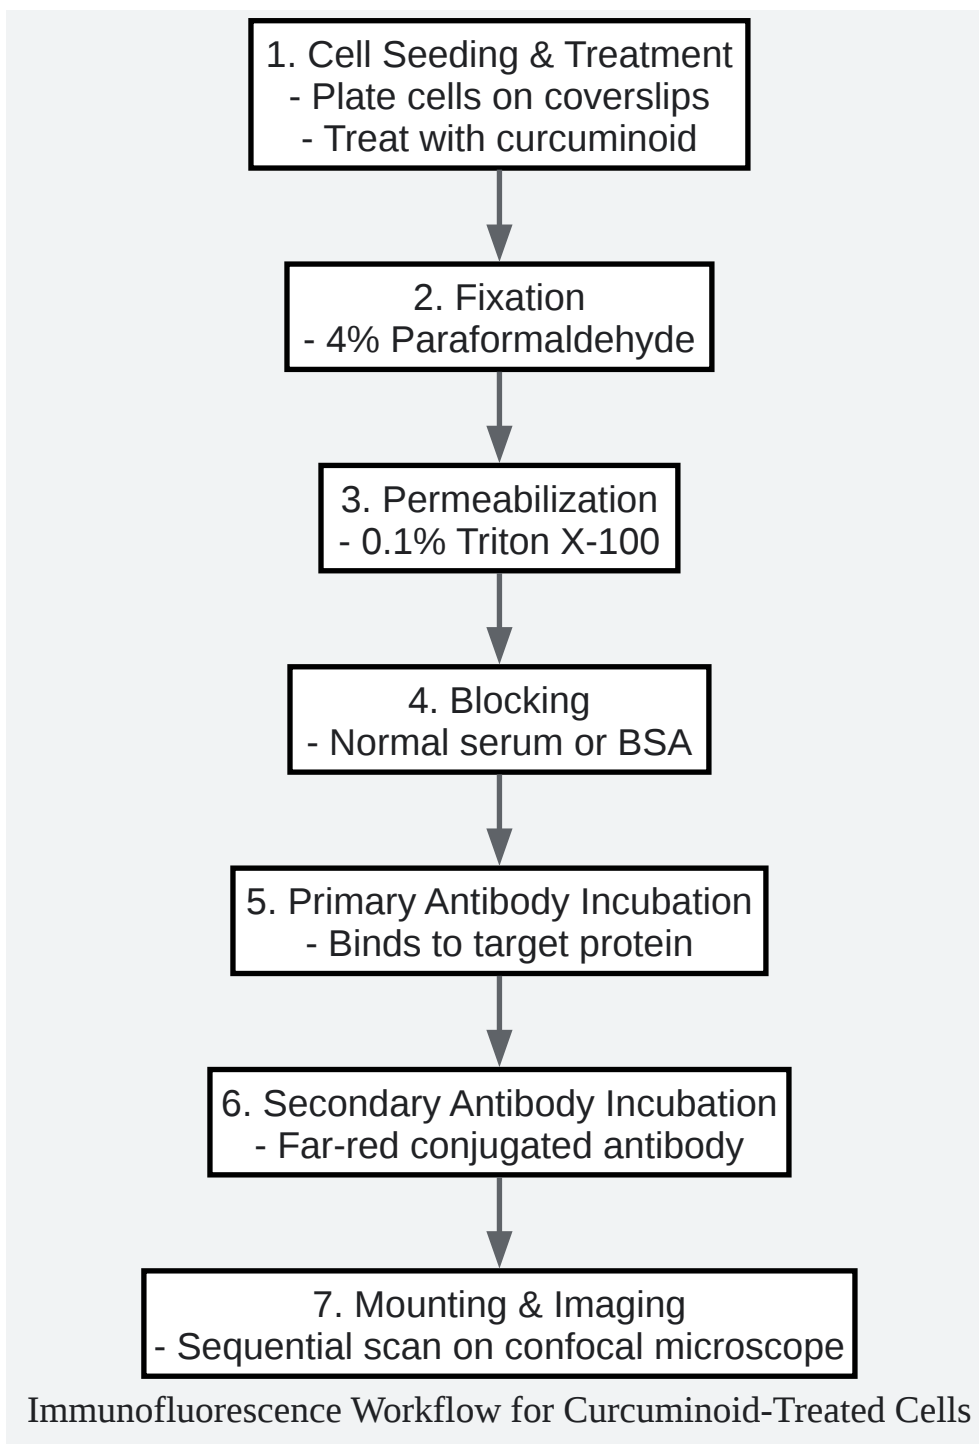 1. Cell Seeding & Treatment
- Plate cells on coverslips
- Treat with curcuminoid
2. Fixation
- 4% Paraformaldehyde
3. Permeabilization
- 0.1% Triton X-100
4. Blocking
- Normal serum or BSA
5. Primary Antibody Incubation
- Binds to target protein
6. Secondary Antibody Incubation
- Far-red conjugated antibody
7. Mounting & Imaging
- Sequential scan on confocal microscope
Immunofluorescence Workflow for Curcuminoid-Treated Cells